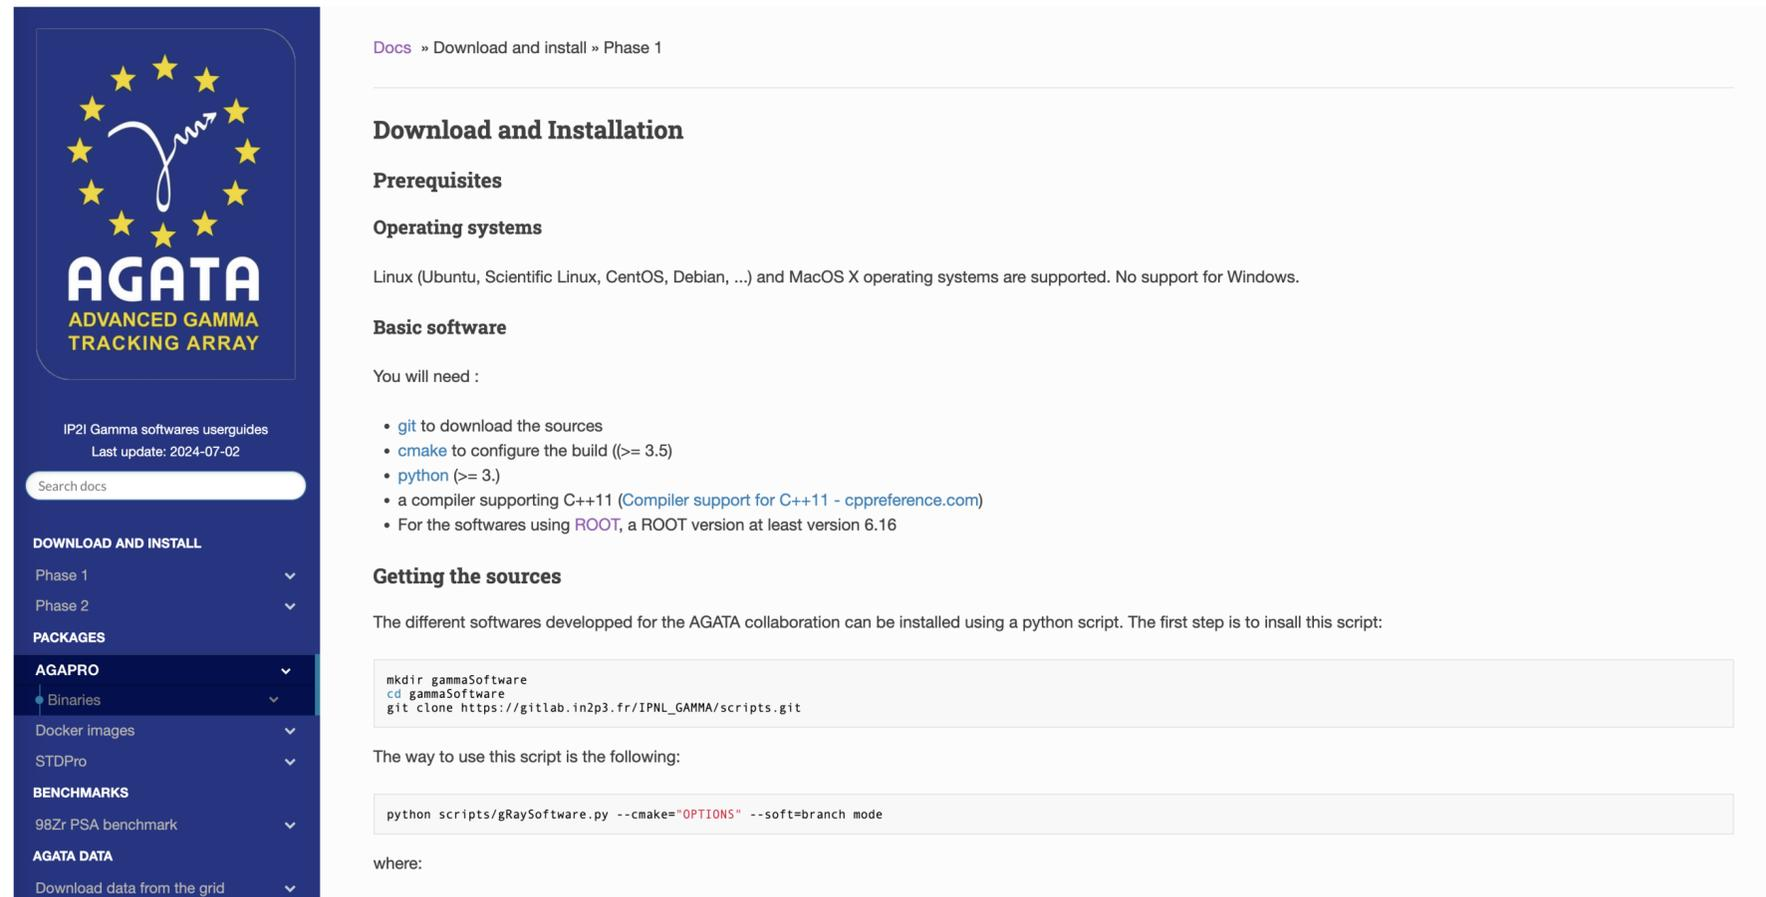 AGATA
ADVANCED GAMMA
TRACKING ARRAY
IP2I Gamma softwares userguides
Last update: 2024-07-02
Search docs
DOWNLOAD AND INSTALL
Phase 1
Phase 2
PACKAGES
AGAPRO
Binaries
Docker images
STDPro
BENCHMARKS
98Zr PSA benchmark
AGATA DATA
Download data from the grid
Docs » Download and install » Phase 1
Download and Installation
Prerequisites
Operating systems
Linux (Ubuntu, Scientific Linux, CentOS, Debian, ...) and MacOS X operating systems are supported. No support for Windows.
Basic software
You will need :
• git to download the sources
• cmake to configure the build ((>= 3.5)
• python (>= 3.)
• a compiler supporting C++11 (Compiler support for C++11 - cppreference.com)
• For the softwares using ROOT, a ROOT version at least version 6.16
Getting the sources
The different softwares developped for the AGATA collaboration can be installed using a python script. The first step is to insall this script:
mkdir gammaSoftware
cd gammaSoftware
git clone https://gitlab.in2p3.fr/IPNL_GAMMA/scripts.git
The way to use this script is the following:
python scripts/gRaySoftware.py --cmake="OPTIONS" --soft=branch mode
where: